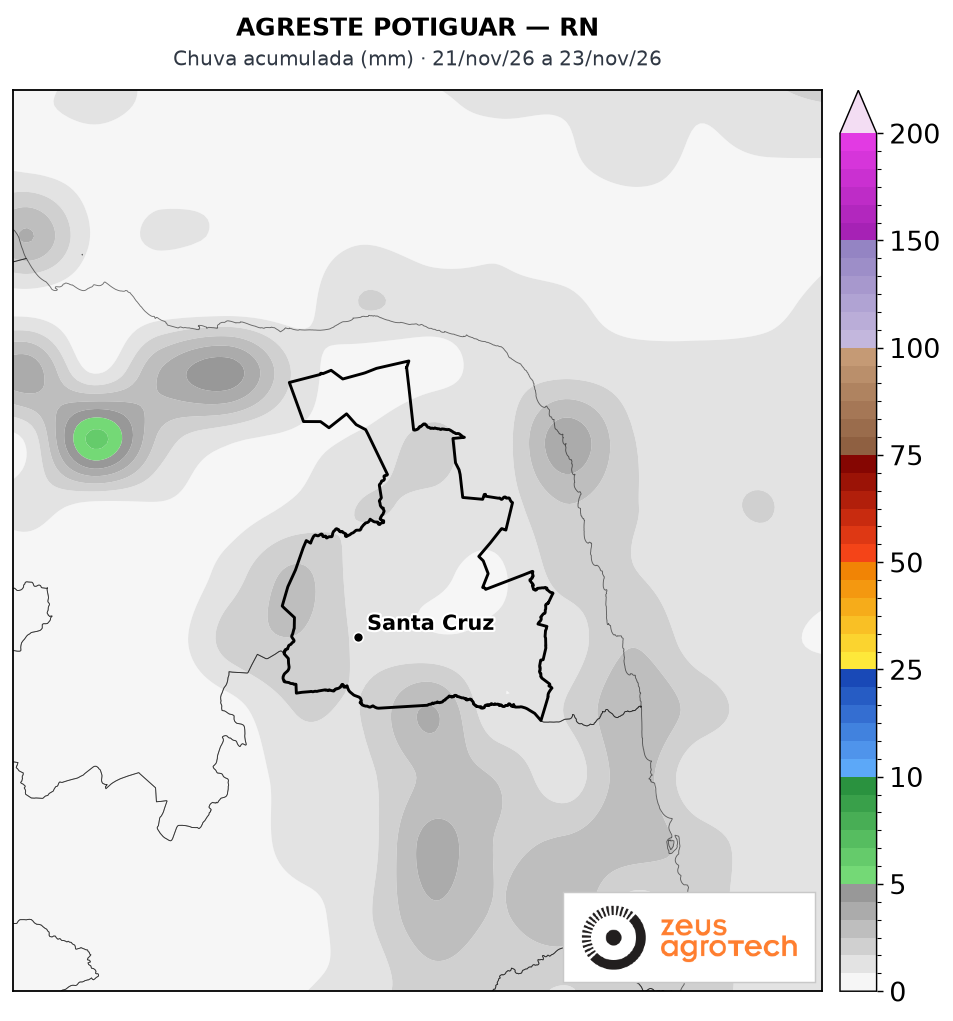 AGRESTE POTIGUAR — RN
Chuva acumulada (mm) · 21/nov/26 a 23/nov/26
200
150
100
75
50
25
10
5
0
Santa Cruz
zeus
agrotech